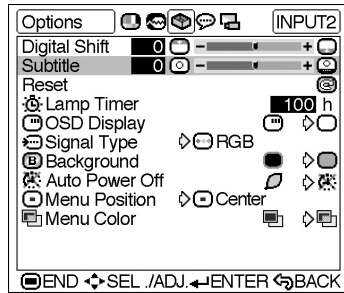 Options INPUT2
Digital Shift 0 - +
Subtitle 0 - +
Reset
Lamp Timer 100 h
OSD Display
Signal Type RGB
B Background
Auto Power Off
Menu Position Center
Menu Color
END SEL ./ADJ. ENTER BACK